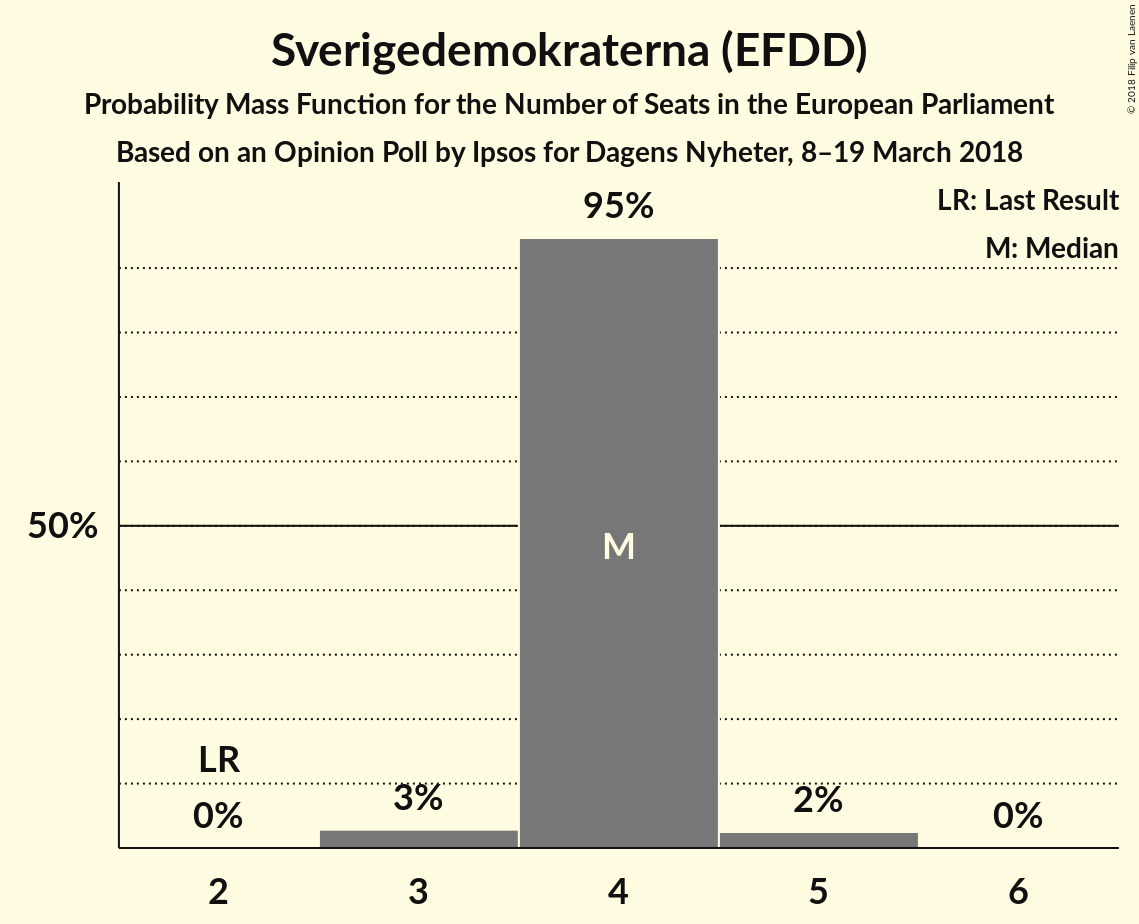 Sverigedemokraterna (EFDD)
Probability Mass Function for the Number of Seats in the European Parliament
Based on an Opinion Poll by Ipsos for Dagens Nyheter, 8–19 March 2018
© 2018 Filip van Laenen
LR: Last Result
M: Median
95%
50%
M
LR
0%
3%
2%
0%
2
3
4
5
6